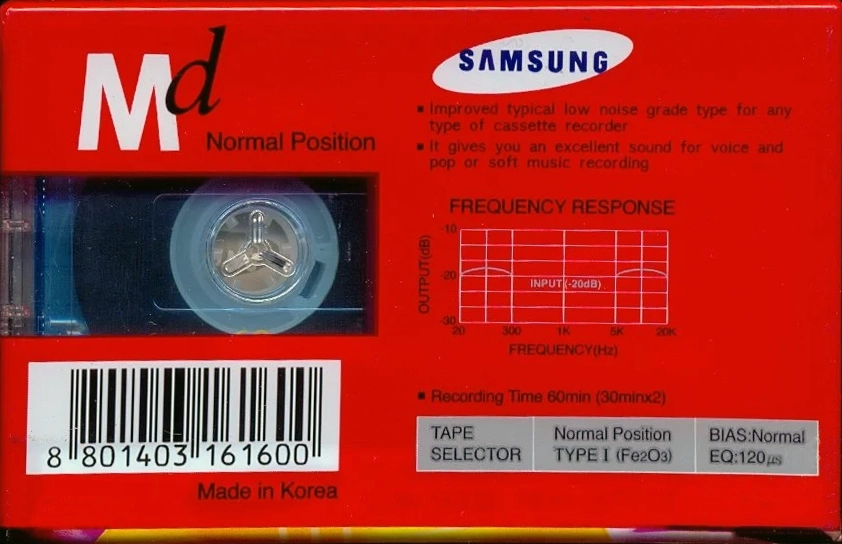 Md
Normal Position
SAMSUNG
▪ Improved typical low noise grade type for any
type of cassette recorder
▪ It gives you an excellent sound for voice and
pop or soft music recording
FREQUENCY RESPONSE
OUTPUT(dB)
-10
-20
-30
INPUT(-20dB)
20 300 1K 5K 20K
FREQUENCY(Hz)
▪ Recording Time 60min (30minx2)
TAPE
SELECTOR
Normal Position
TYPE I (Fe2O3)
BIAS:Normal
EQ:120μs
8 801403 161600
Made in Korea